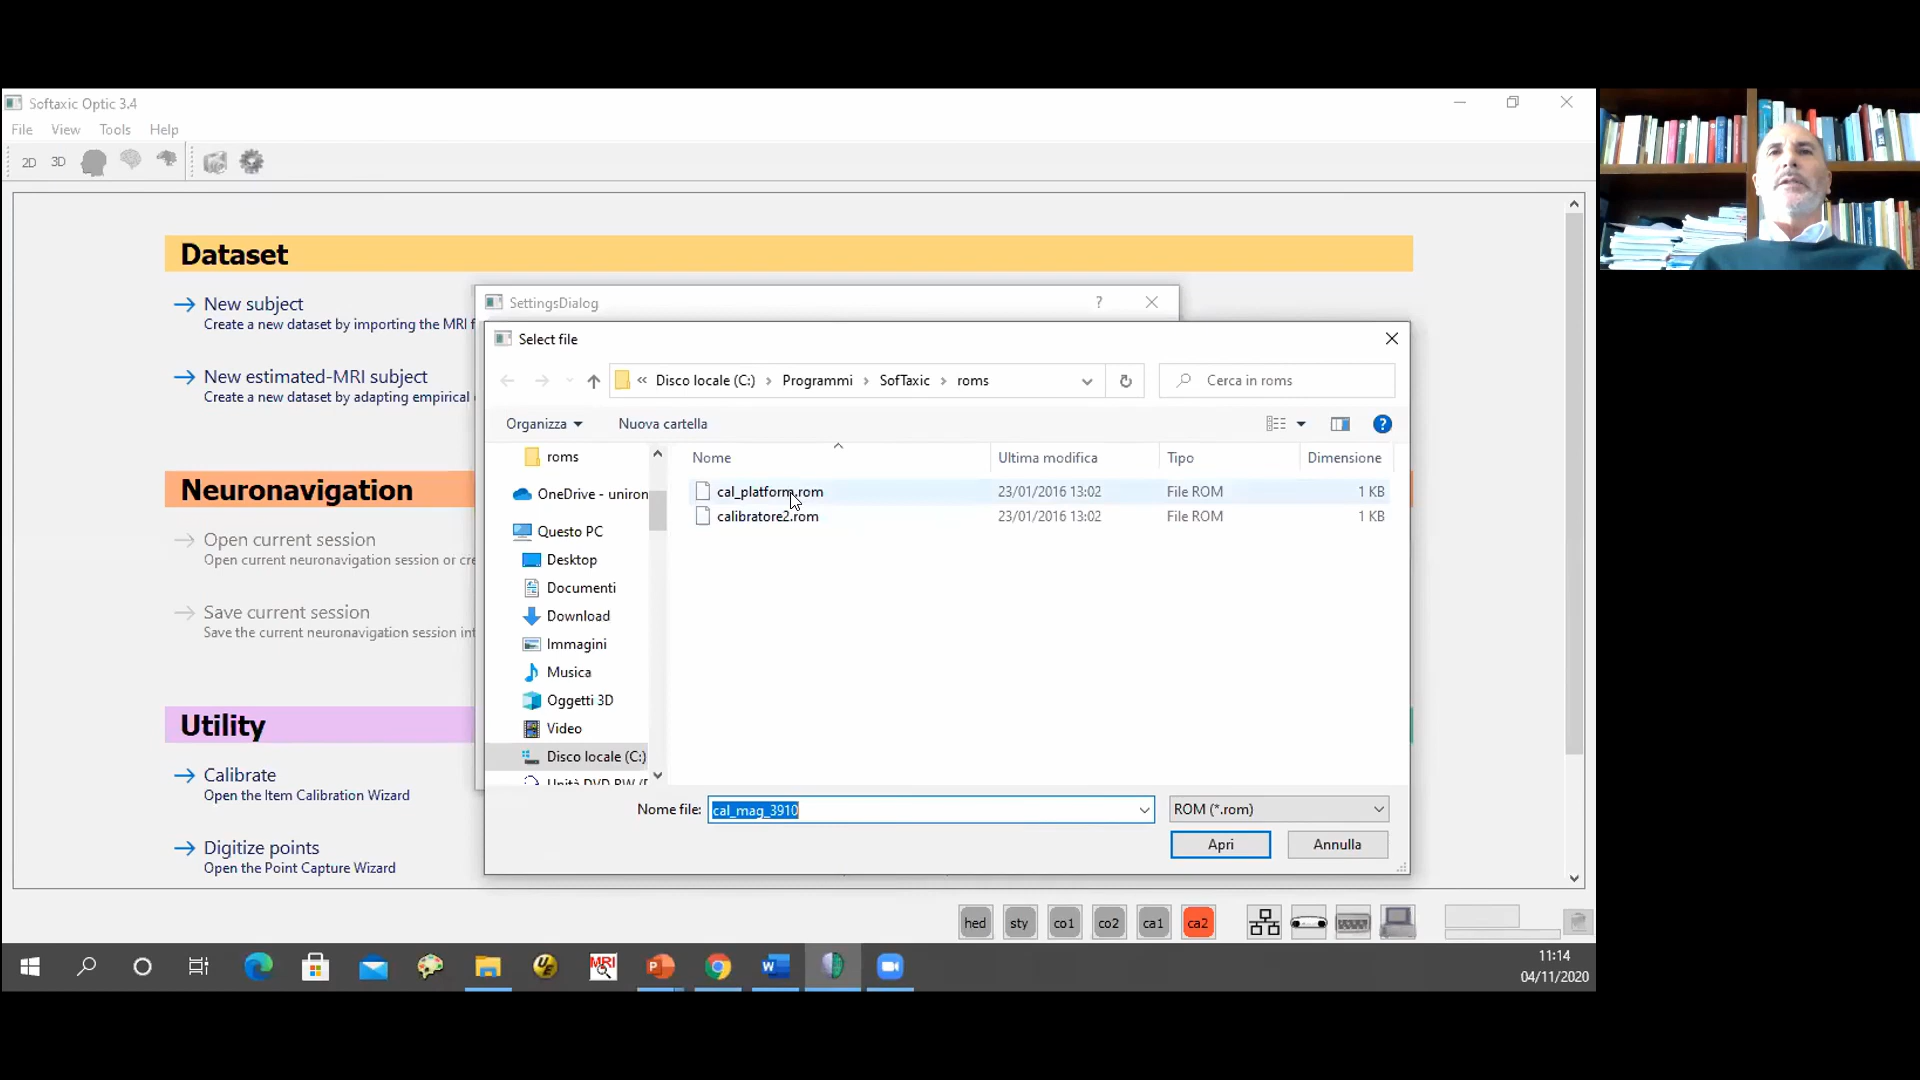 Softaxic Optic 3.4
File View Tools Help
2D 3D
Dataset
New subject
Create a new dataset by importing the MRI f
New estimated-MRI subject
Create a new dataset by adapting empirical
Neuronavigation
Open current session
Open current neuronavigation session or cre
Save current session
Save the current neuronavigation session int
Utility
Calibrate
Open the Item Calibration Wizard
Digitize points
Open the Point Capture Wizard
SettingsDialog ?
Select file
« Disco locale (C:) › Programmi › SofTaxic › roms
Cerca in roms
Organizza Nuova cartella ?
roms
OneDrive - uniron
Questo PC
Desktop
Documenti
Download
Immagini
Musica
Oggetti 3D
Video
Disco locale (C:)
Nome Ultima modifica Tipo Dimensione
cal_platform.rom 23/01/2016 13:02 File ROM 1 KB
calibratore2.rom 23/01/2016 13:02 File ROM 1 KB
Nome file: cal_mag_3910 ROM (*.rom)
Apri Annulla
hed sty co1 co2 ca1 ca2
MRI
11:14
04/11/2020